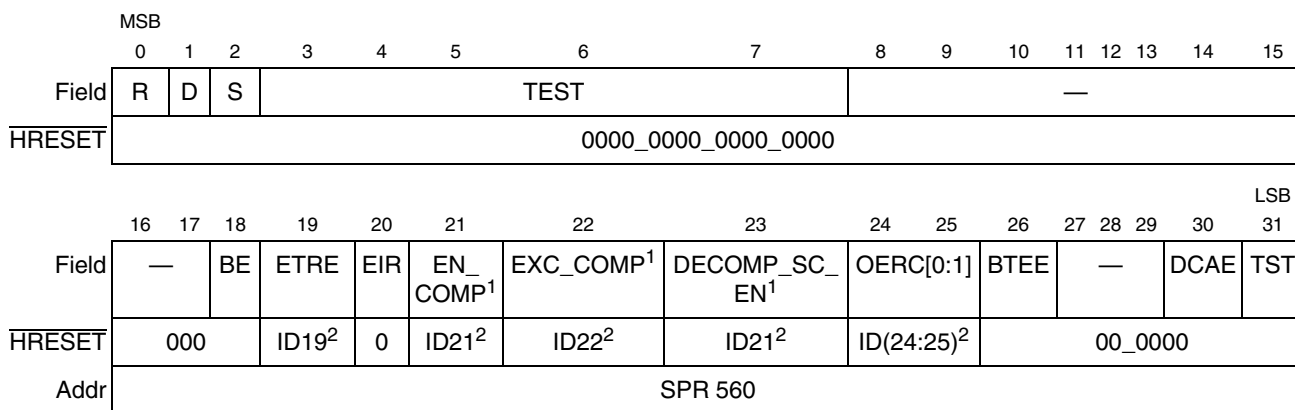 MSB
0 1 2 3 4 5 6 7 8 9 10 11 12 13 14 15
Field R D S TEST —
HRESET 0000_0000_0000_0000
LSB
16 17 18 19 20 21 22 23 24 25 26 27 28 29 30 31
Field — BE ETRE EIR EN_ EXC_COMP1 DECOMP_SC_ OERC[0:1] BTEE — DCAE TST
COMP1 EN1
HRESET 000 ID192 0 ID212 ID222 ID212 ID(24:25)2 00_0000
Addr SPR 560